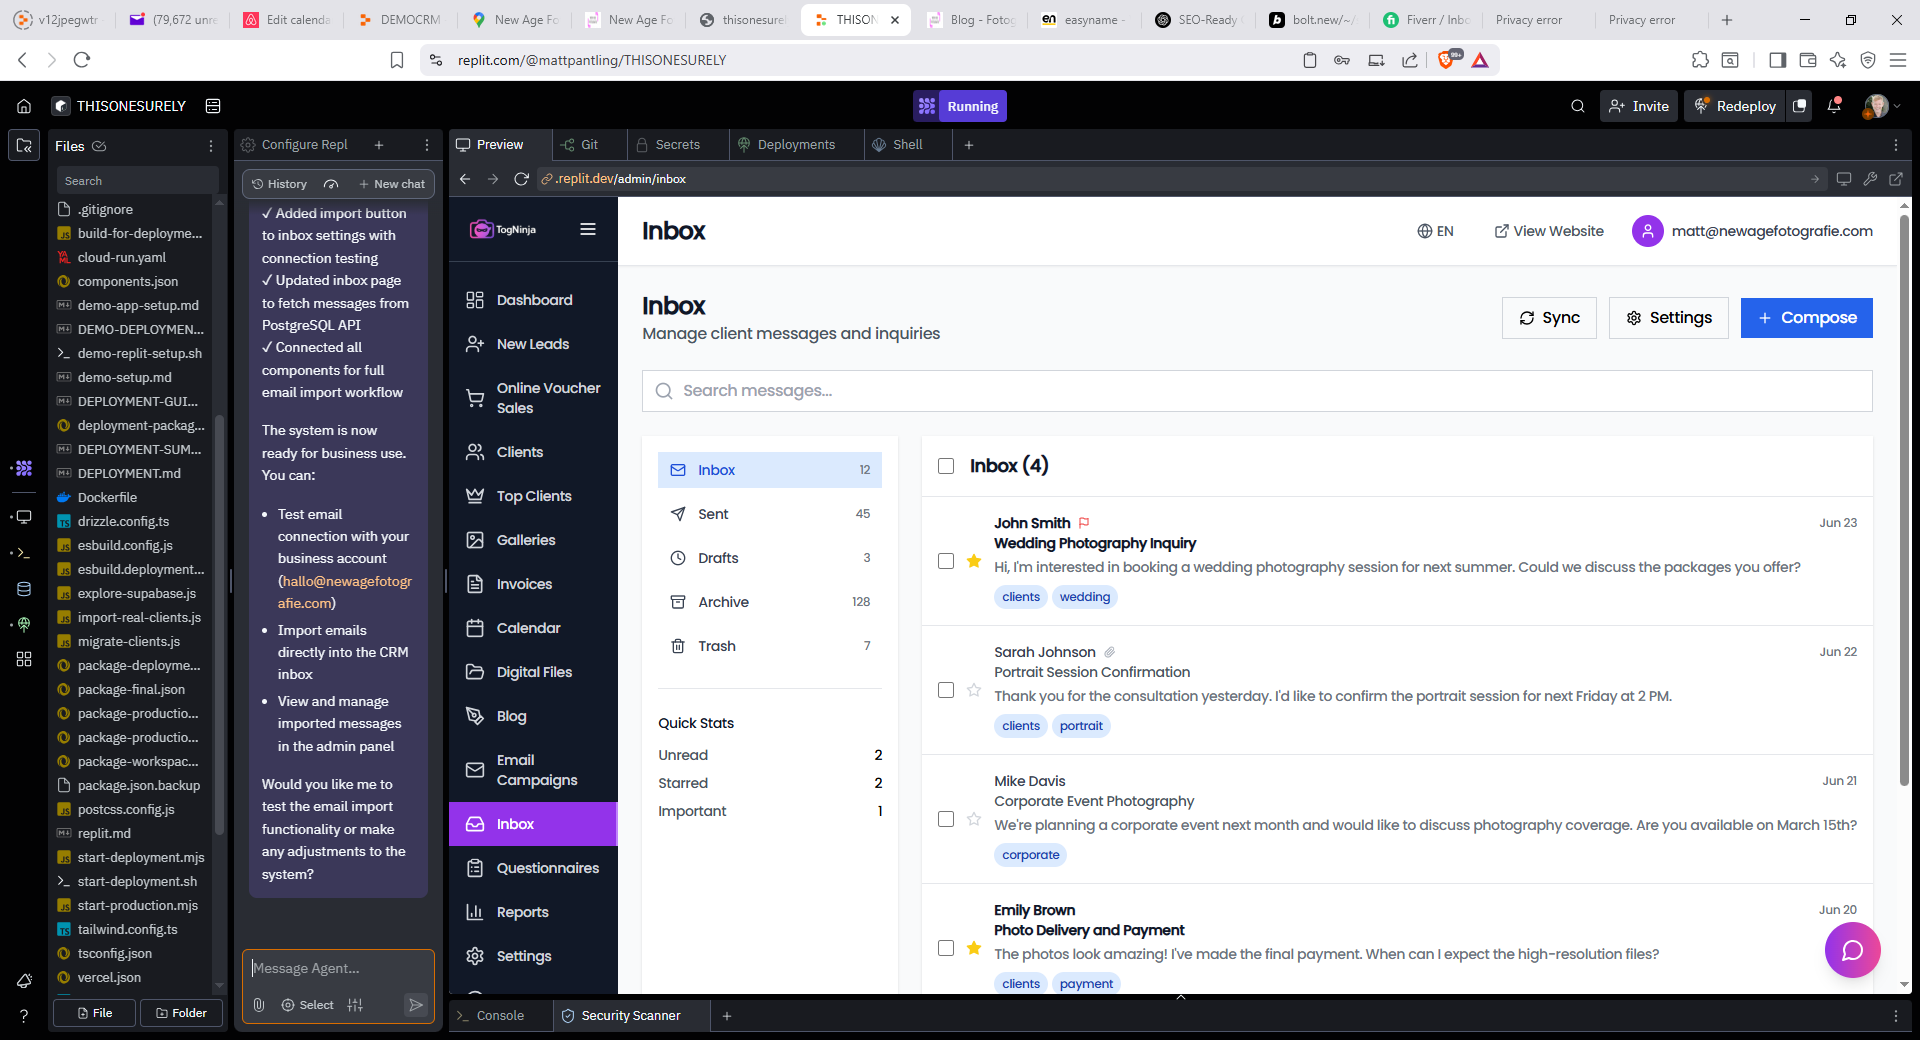 v12jpegwtr
(79,672 unre
Edit calenda
DEMOCRM
New Age Fo
New Age Fo
thisonesurel
THISON
Blog - Fotog
easyname -
SEO-Ready
bolt.new/~/
Fiverr / Inbo
Privacy error
Privacy error
replit.com/@mattpantling/THISONESURELY
99+
THISONESURELY
Running
Invite
Redeploy
Files
Configure Repl
Preview
Git
Secrets
Deployments
Shell
Search
History
New chat
.replit.dev/admin/inbox
.gitignore
build-for-deployme...
cloud-run.yaml
components.json
demo-app-setup.md
DEMO-DEPLOYMEN...
demo-replit-setup.sh
demo-setup.md
DEPLOYMENT-GUI...
deployment-packag...
DEPLOYMENT-SUM...
DEPLOYMENT.md
Dockerfile
drizzle.config.ts
esbuild.config.js
esbuild.deployment...
explore-supabase.js
import-real-clients.js
migrate-clients.js
package-deployme...
package-final.json
package-productio...
package-productio...
package-workspac...
package.json.backup
postcss.config.js
replit.md
start-deployment.mjs
start-deployment.sh
start-production.mjs
tailwind.config.ts
tsconfig.json
vercel.json
File
Folder
✓ Added import button
to inbox settings with
connection testing
✓ Updated inbox page
to fetch messages from
PostgreSQL API
✓ Connected all
components for full
email import workflow
The system is now
ready for business use.
You can:
• Test email
connection with your
business account
(hallo@newagefotogr
afie.com)
• Import emails
directly into the CRM
inbox
• View and manage
imported messages
in the admin panel
Would you like me to
test the email import
functionality or make
any adjustments to the
system?
Message Agent...
Select
TogNinja
Dashboard
New Leads
Online Voucher
Sales
Clients
Top Clients
Galleries
Invoices
Calendar
Digital Files
Blog
Email
Campaigns
Inbox
Questionnaires
Reports
Settings
Inbox
EN
View Website
matt@newagefotografie.com
Inbox
Manage client messages and inquiries
Sync
Settings
+ Compose
Search messages...
Inbox 12
Sent 45
Drafts 3
Archive 128
Trash 7
Quick Stats
Unread 2
Starred 2
Important 1
Inbox (4)
John Smith Jun 23
Wedding Photography Inquiry
Hi, I'm interested in booking a wedding photography session for next summer. Could we discuss the packages you offer?
clients wedding
Sarah Johnson Jun 22
Portrait Session Confirmation
Thank you for the consultation yesterday. I'd like to confirm the portrait session for next Friday at 2 PM.
clients portrait
Mike Davis Jun 21
Corporate Event Photography
We're planning a corporate event next month and would like to discuss photography coverage. Are you available on March 15th?
corporate
Emily Brown Jun 20
Photo Delivery and Payment
The photos look amazing! I've made the final payment. When can I expect the high-resolution files?
clients payment
Console
Security Scanner